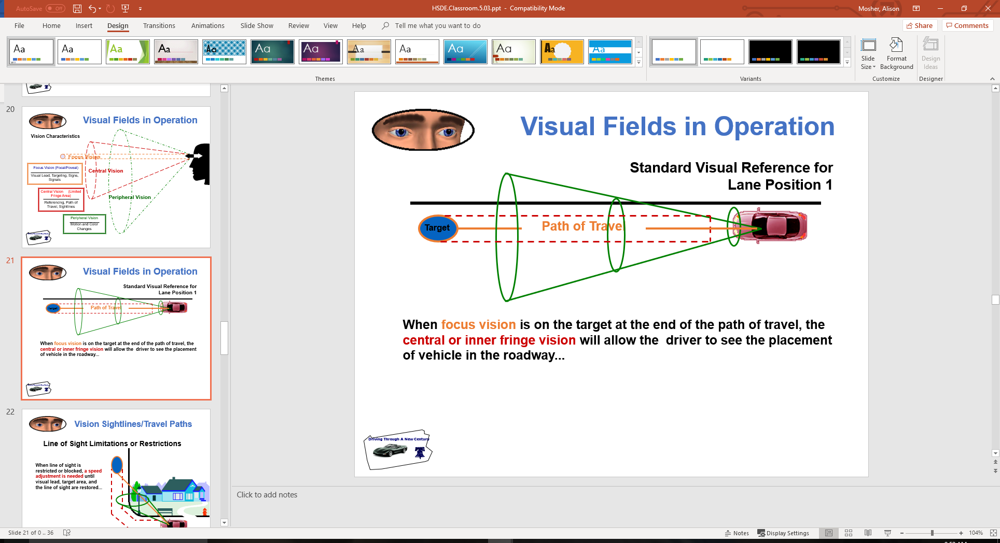 AutoSave Off
HSDE.Classroom.5.03.ppt - Compatibility Mode
Mosher, Alison
File Home Insert Design Transitions Animations Slide Show Review View Help Tell me what you want to do
Share Comments
Aa Aa Aa Aa Aa Aa Aa Aa Aa Aa Aa Aa Aa
Slide Size
Format Background
Design Ideas
Themes Variants Customize Designer
20
Visual Fields in Operation
Vision Characteristics
Focus Vision
Focus Vision (Focal/Foveal)
Visual Lead, Targeting, Signs,
Signals
Central Vision
Central Vision (Limited
Fringe Area)
Referencing, Path of
Travel, Sightlines
Peripheral Vision
Peripheral Vision
Motion and Color
Changes
21
Visual Fields in Operation
Standard Visual Reference for
Lane Position 1
Target Path of Travel
When focus vision is on the target at the end of the path of travel, the
central or inner fringe vision will allow the driver to see the placement
of vehicle in the roadway...
22
Vision Sightlines/Travel Paths
Line of Sight Limitations or Restrictions
When line of sight is
restricted or blocked, a speed
adjustment is needed until
visual lead, target area, and
the line of sight are restored...
Visual Fields in Operation
Standard Visual Reference for
Lane Position 1
Target Path of Travel
When focus vision is on the target at the end of the path of travel, the
central or inner fringe vision will allow the driver to see the placement
of vehicle in the roadway...
Driving Through A New Century
Click to add notes
Slide 21 of 0 .. 36
Notes Display Settings 104%